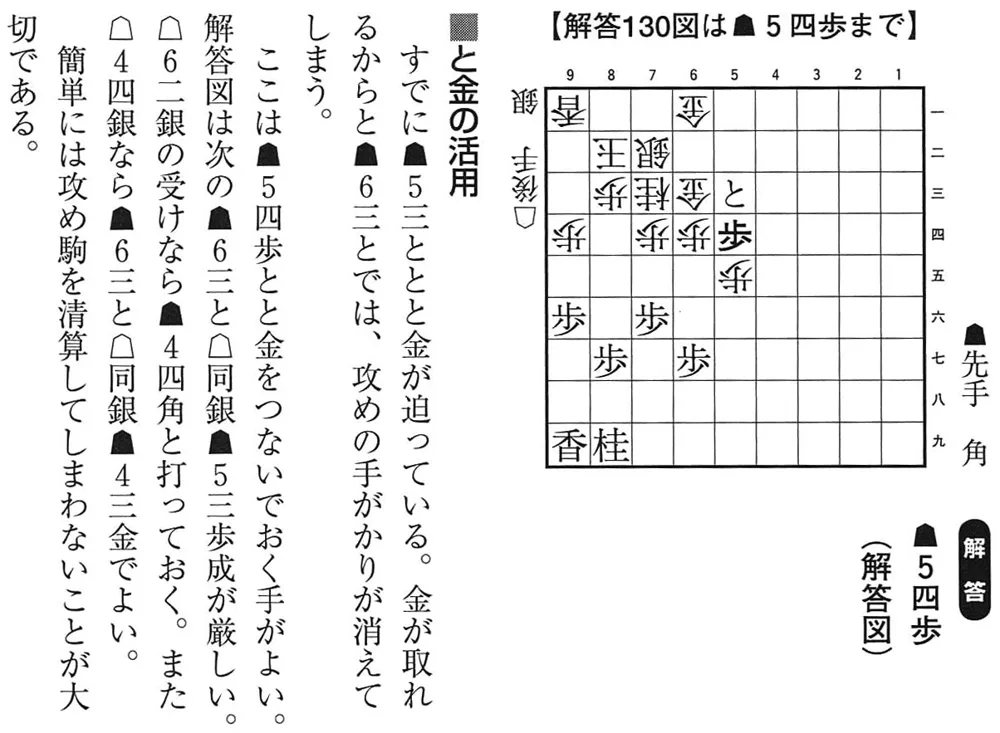 解答
☗5四歩
(解答図)
【解答130図は☗5四歩まで】
9 8 7 6 5 4 3 2 1
香 金 一
王 銀 二
歩 桂 金 と 三
歩 歩 歩 歩 四
歩 五
歩 歩 六
歩 歩 七
八
香 桂 九
☗先手 角
☖後手 銀
■と金の活用
すでに☗5三ととと金が迫っている。金が取れ
るからと☗6三とでは、攻めの手がかりが消えて
しまう。
ここは☗5四歩とと金をつないでおく手がよい。
解答図は次の☗6三と☖同銀☗5三歩成が厳しい。
☖6二銀の受けなら☗4四角と打っておく。また
☖4四銀なら☗6三と☖同銀☗4三金でよい。
簡単には攻め駒を清算してしまわないことが大
切である。